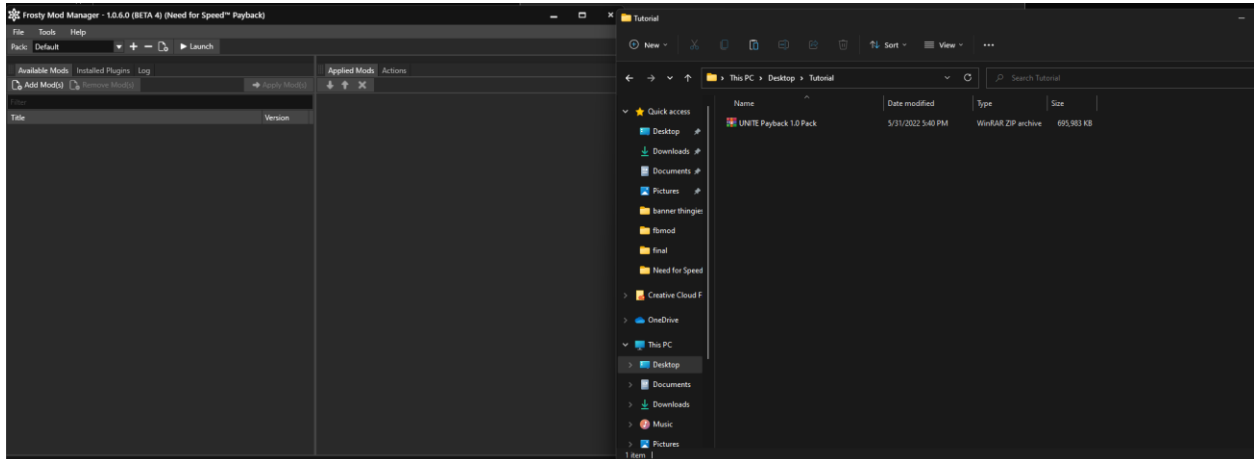 Frosty Mod Manager - 1.0.6.0 (BETA 4) (Need for Speed™ Payback)
File Tools Help
Pack: Default Launch
Available Mods Installed Plugins Log
Add Mod(s) Remove Mod(s) Apply Mod(s)
Filter
Title Version
Applied Mods Actions
Tutorial
New Sort View
This PC > Desktop > Tutorial
Search Tutorial
Name Date modified Type Size
UNITE Payback 1.0 Pack 5/31/2022 5:40 PM WinRAR ZIP archive 695,983 KB
Quick access
Desktop
Downloads
Documents
Pictures
banner thingies
fbmod
final
Need for Speed
Creative Cloud F
OneDrive
This PC
Desktop
Documents
Downloads
Music
Pictures
1 item